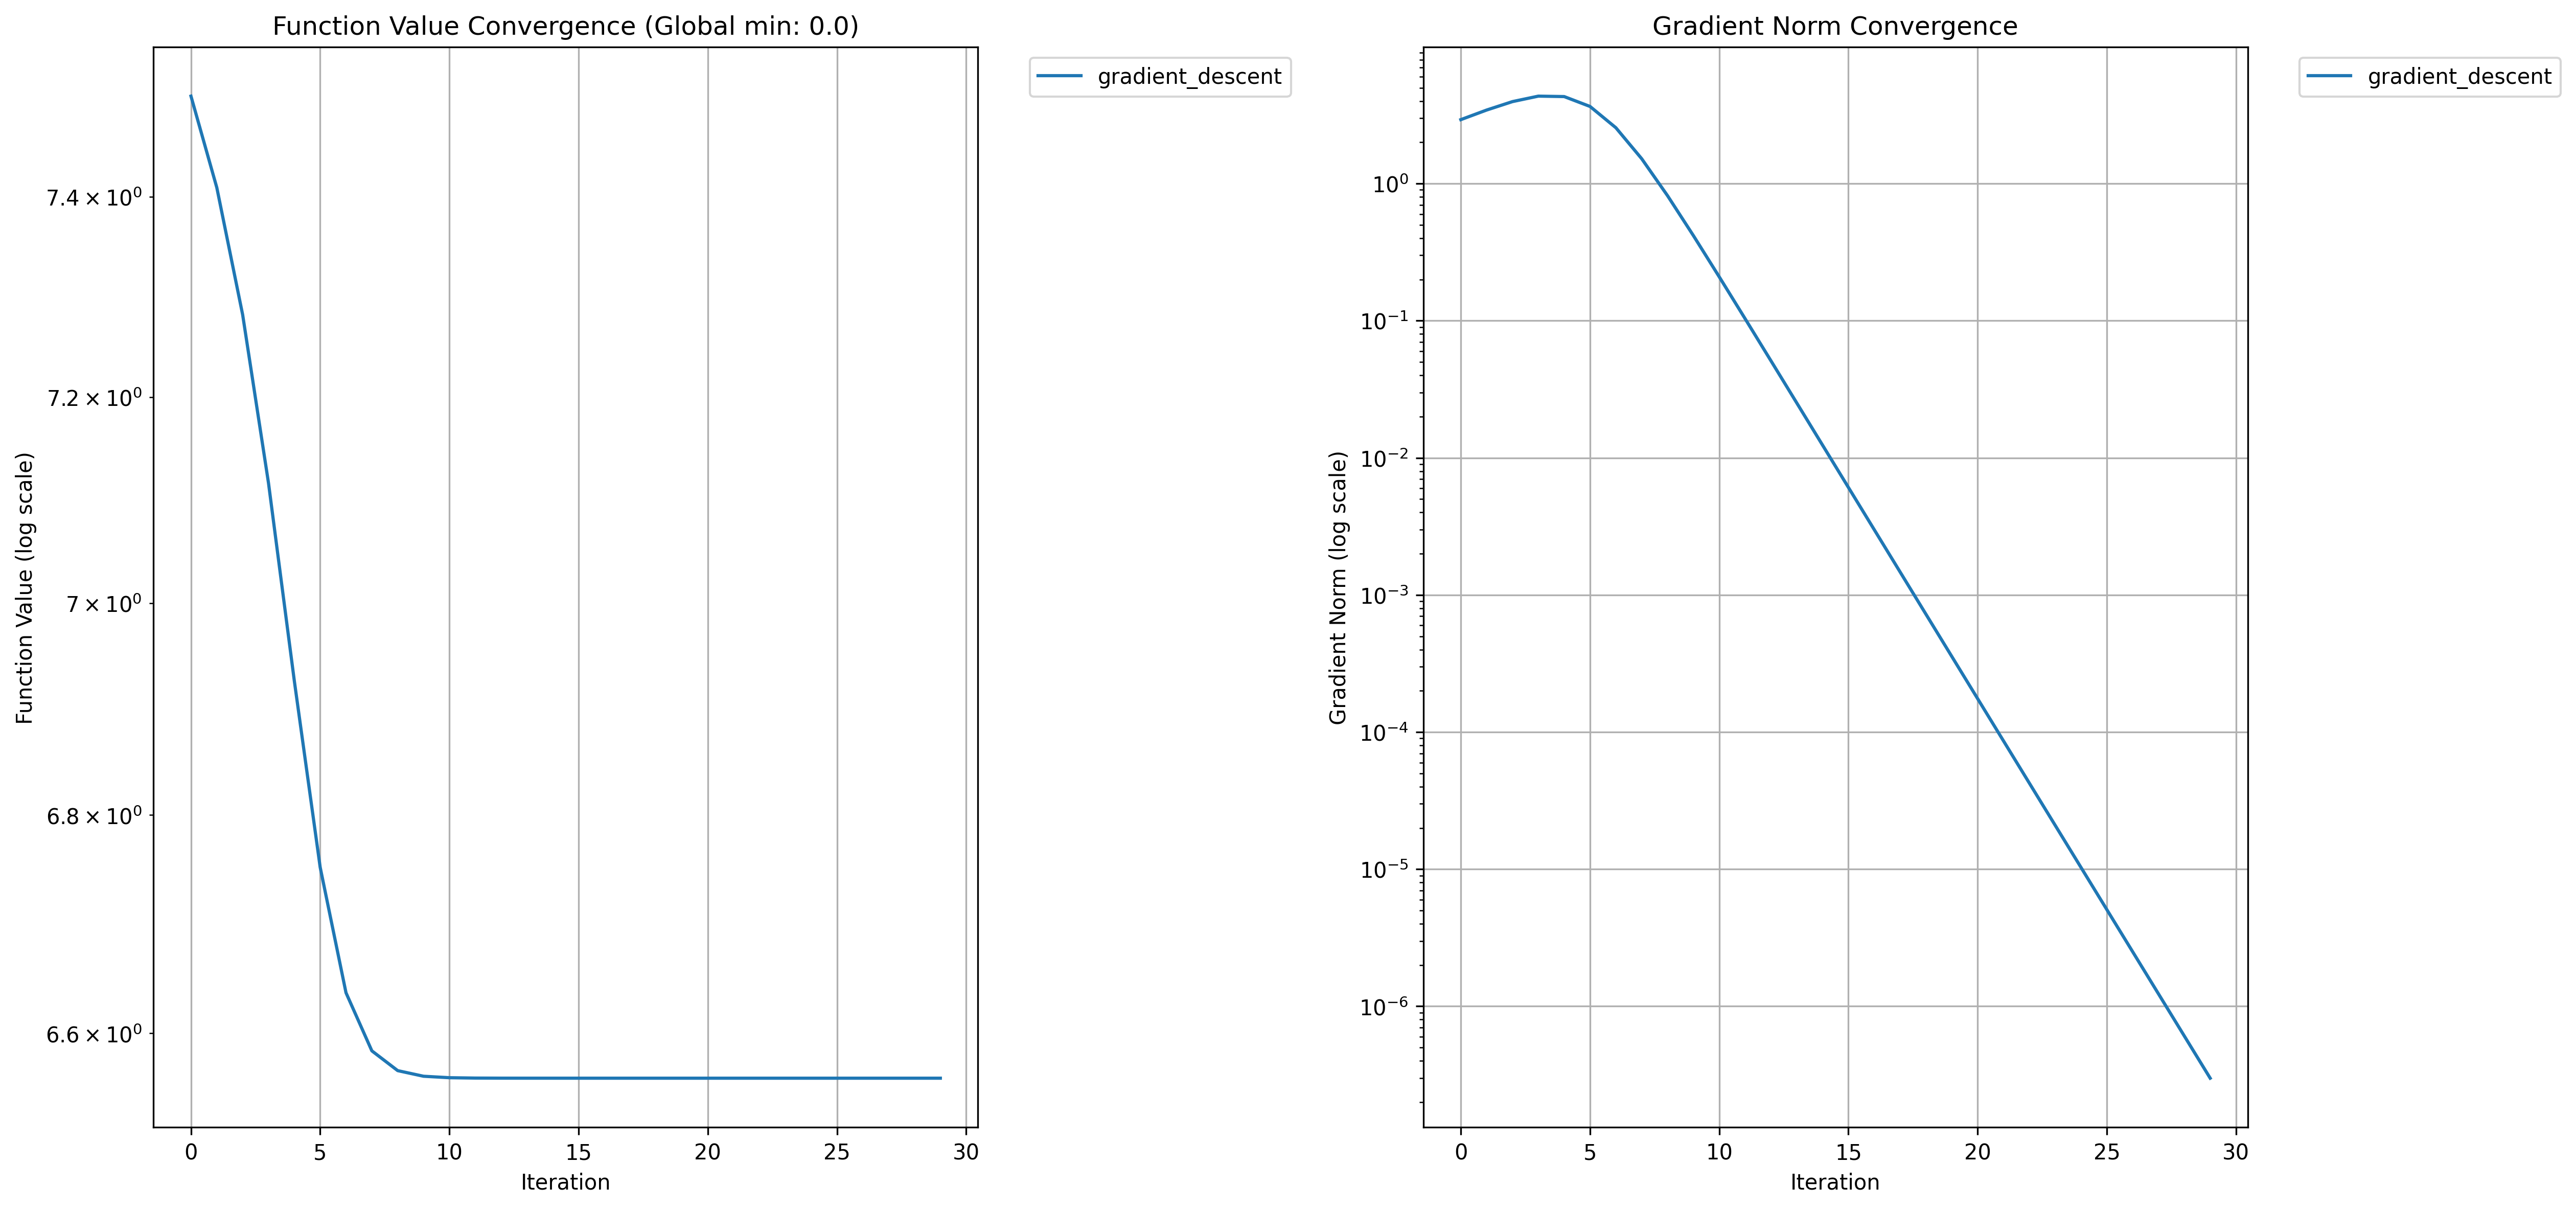 Function Value Convergence (Global min: 0.0)
gradient_descent
Function Value (log scale)
7.4 × 10⁰
7.2 × 10⁰
7 × 10⁰
6.8 × 10⁰
6.6 × 10⁰
0 5 10 15 20 25 30
Iteration
Gradient Norm Convergence
gradient_descent
Gradient Norm (log scale)
10⁰
10⁻¹
10⁻²
10⁻³
10⁻⁴
10⁻⁵
10⁻⁶
0 5 10 15 20 25 30
Iteration